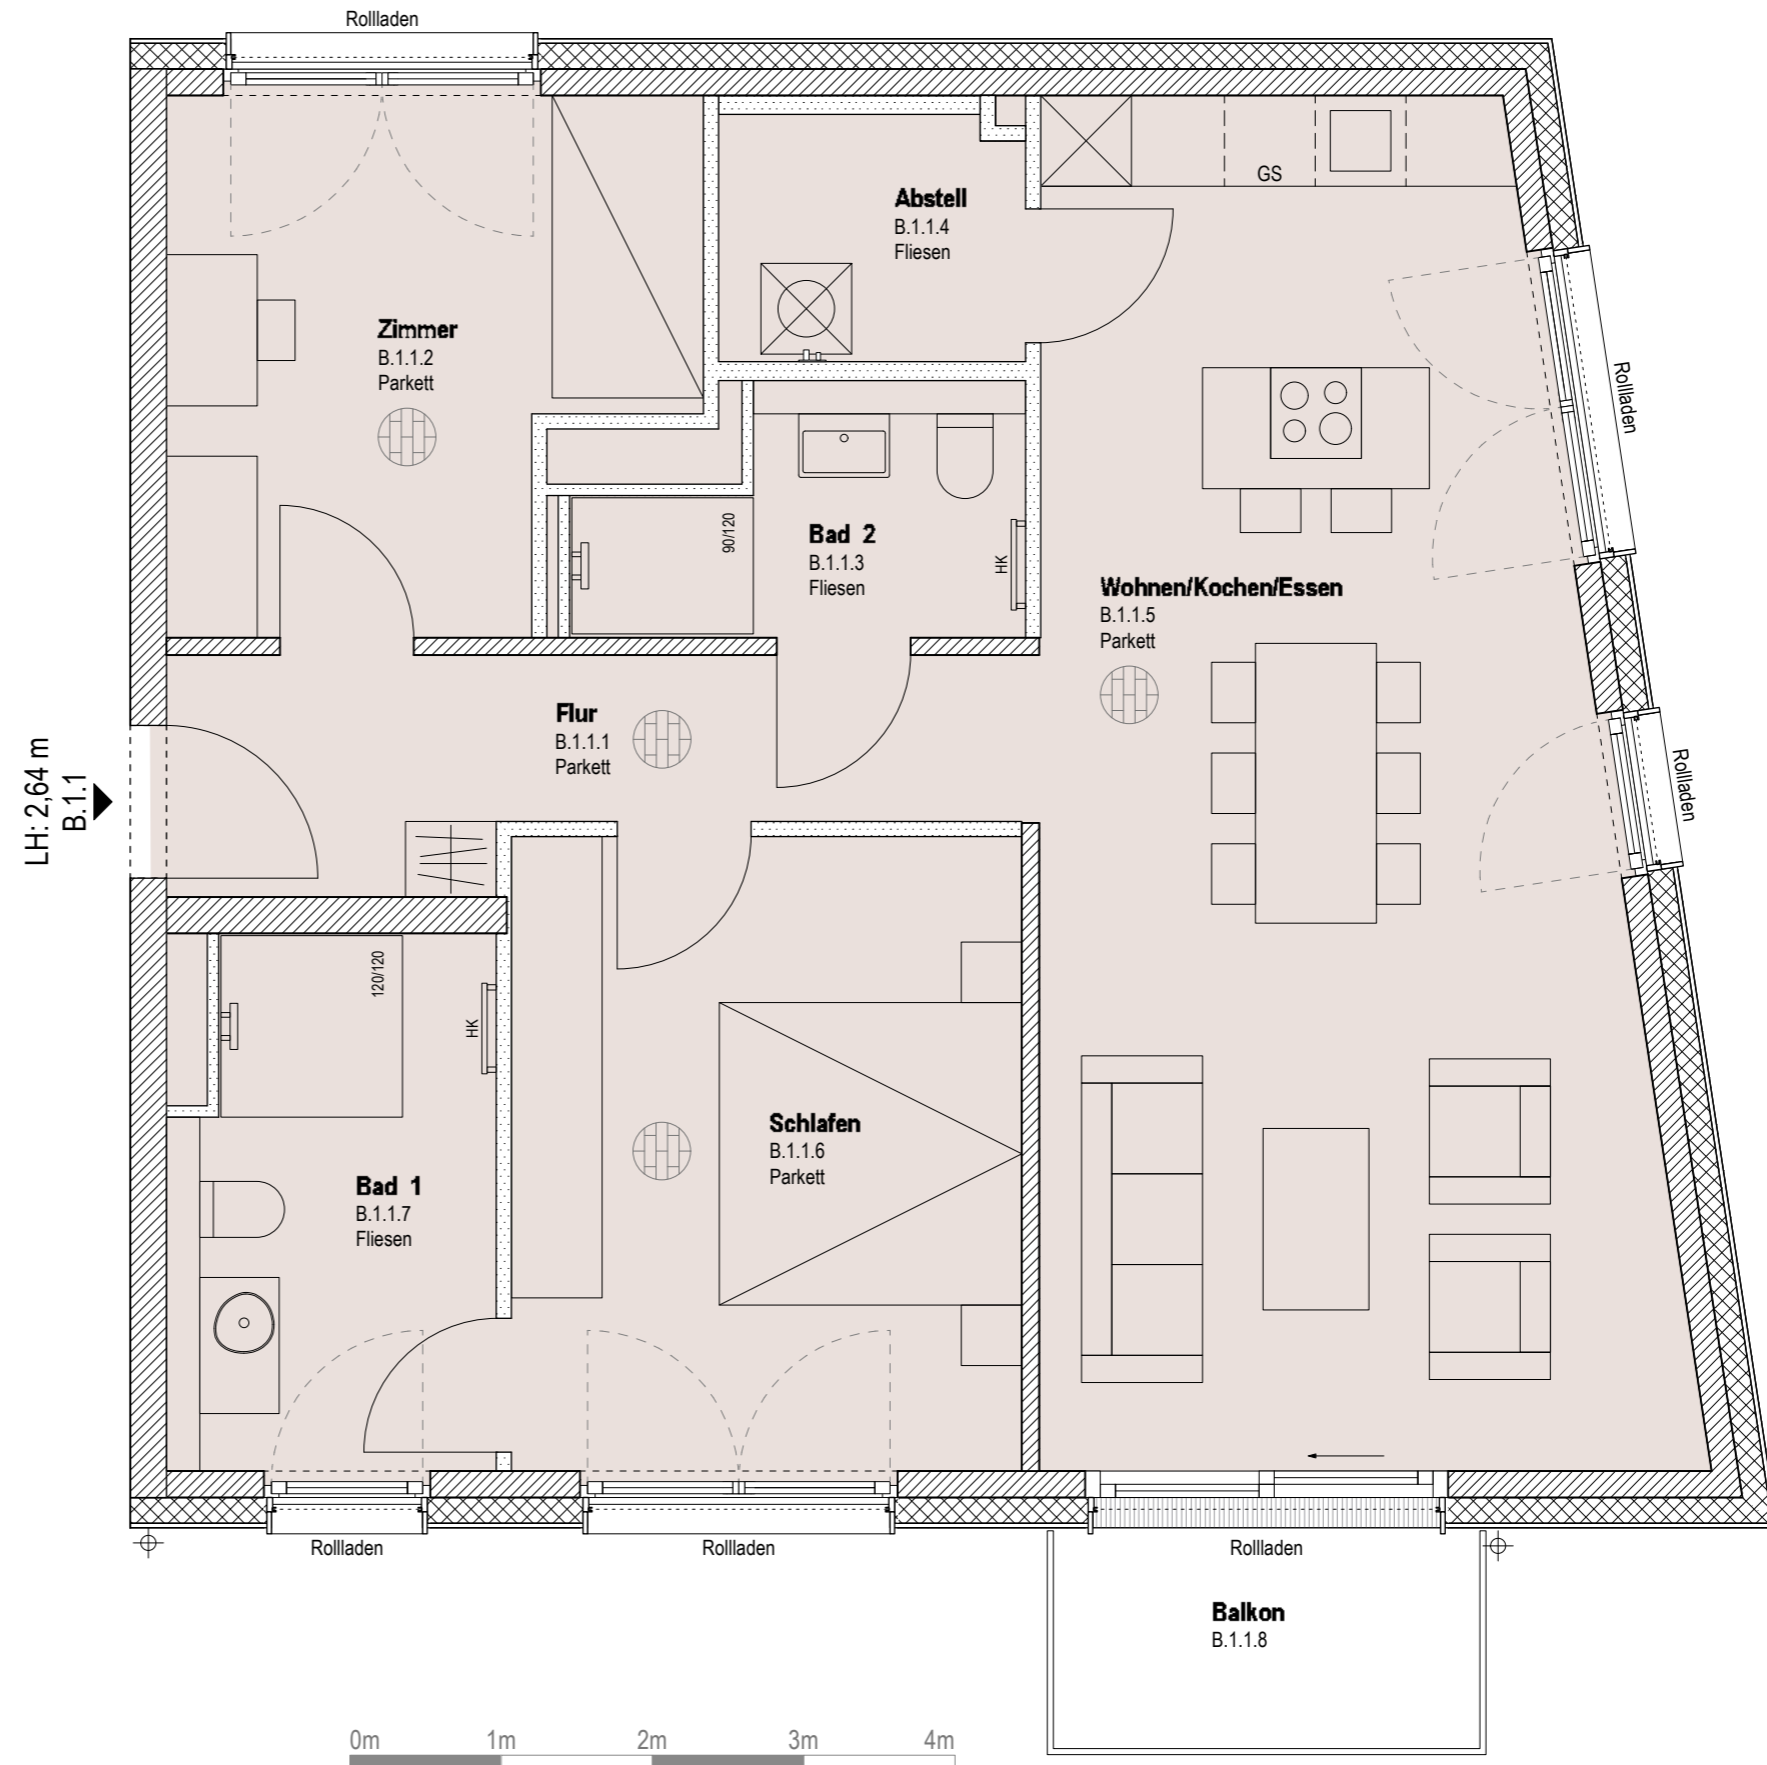 Rollladen
Abstell
B.1.1.4
Fliesen
GS
Zimmer
B.1.1.2
Parkett
Rollladen
90/120
Bad 2
B.1.1.3
Fliesen
HK
Wohnen/Kochen/Essen
B.1.1.5
Parkett
Flur
B.1.1.1
Parkett
LH: 2,64 m
B.1.1
Rollladen
120/120
HK
Schlafen
B.1.1.6
Parkett
Bad 1
B.1.1.7
Fliesen
Rollladen
Rollladen
Rollladen
Balkon
B.1.1.8
0m 1m 2m 3m 4m